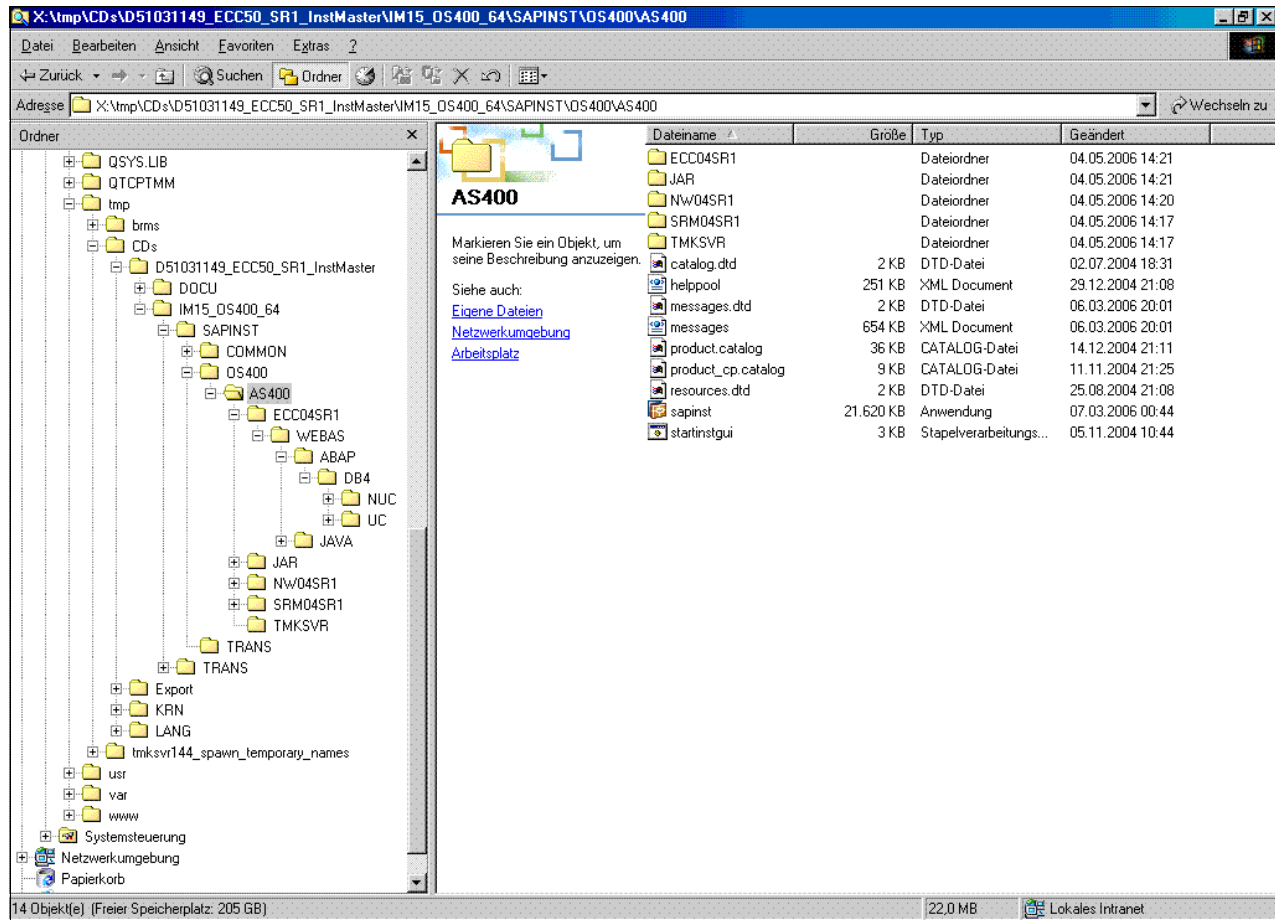 X:\tmp\CDs\D51031149_ECC50_SR1_InstMaster\IM15_OS400_64\SAPINST\OS400\AS400
Datei Bearbeiten Ansicht Favoriten Extras ?
Zurück Suchen Ordner
Adresse X:\tmp\CDs\D51031149_ECC50_SR1_InstMaster\IM15_OS400_64\SAPINST\OS400\AS400 Wechseln zu
Ordner
QSYS.LIB
QTCPTMM
tmp
brms
CDs
D51031149_ECC50_SR1_InstMaster
DOCU
IM15_OS400_64
SAPINST
COMMON
OS400
AS400
ECC04SR1
WEBAS
ABAP
DB4
NUC
UC
JAVA
JAR
NW04SR1
SRM04SR1
TMKSVR
TRANS
TRANS
Export
KRN
LANG
tmksvr144_spawn_temporary_names
usr
var
www
Systemsteuerung
Netzwerkumgebung
Papierkorb
AS400
Markieren Sie ein Objekt, um
seine Beschreibung anzuzeigen.
Siehe auch:
Eigene Dateien
Netzwerkumgebung
Arbeitsplatz
Dateiname Größe Typ Geändert
ECC04SR1 Dateiordner 04.05.2006 14:21
JAR Dateiordner 04.05.2006 14:21
NW04SR1 Dateiordner 04.05.2006 14:20
SRM04SR1 Dateiordner 04.05.2006 14:17
TMKSVR Dateiordner 04.05.2006 14:17
catalog.dtd 2 KB DTD-Datei 02.07.2004 18:31
helppool 251 KB XML Document 29.12.2004 21:08
messages.dtd 2 KB DTD-Datei 06.03.2006 20:01
messages 654 KB XML Document 06.03.2006 20:01
product.catalog 36 KB CATALOG-Datei 14.12.2004 21:11
product_cp.catalog 9 KB CATALOG-Datei 11.11.2004 21:25
resources.dtd 2 KB DTD-Datei 25.08.2004 21:08
sapinst 21.620 KB Anwendung 07.03.2006 00:44
startinstgui 3 KB Stapelverarbeitungs... 05.11.2004 10:44
14 Objekt(e) (Freier Speicherplatz: 205 GB) 22,0 MB Lokales Intranet